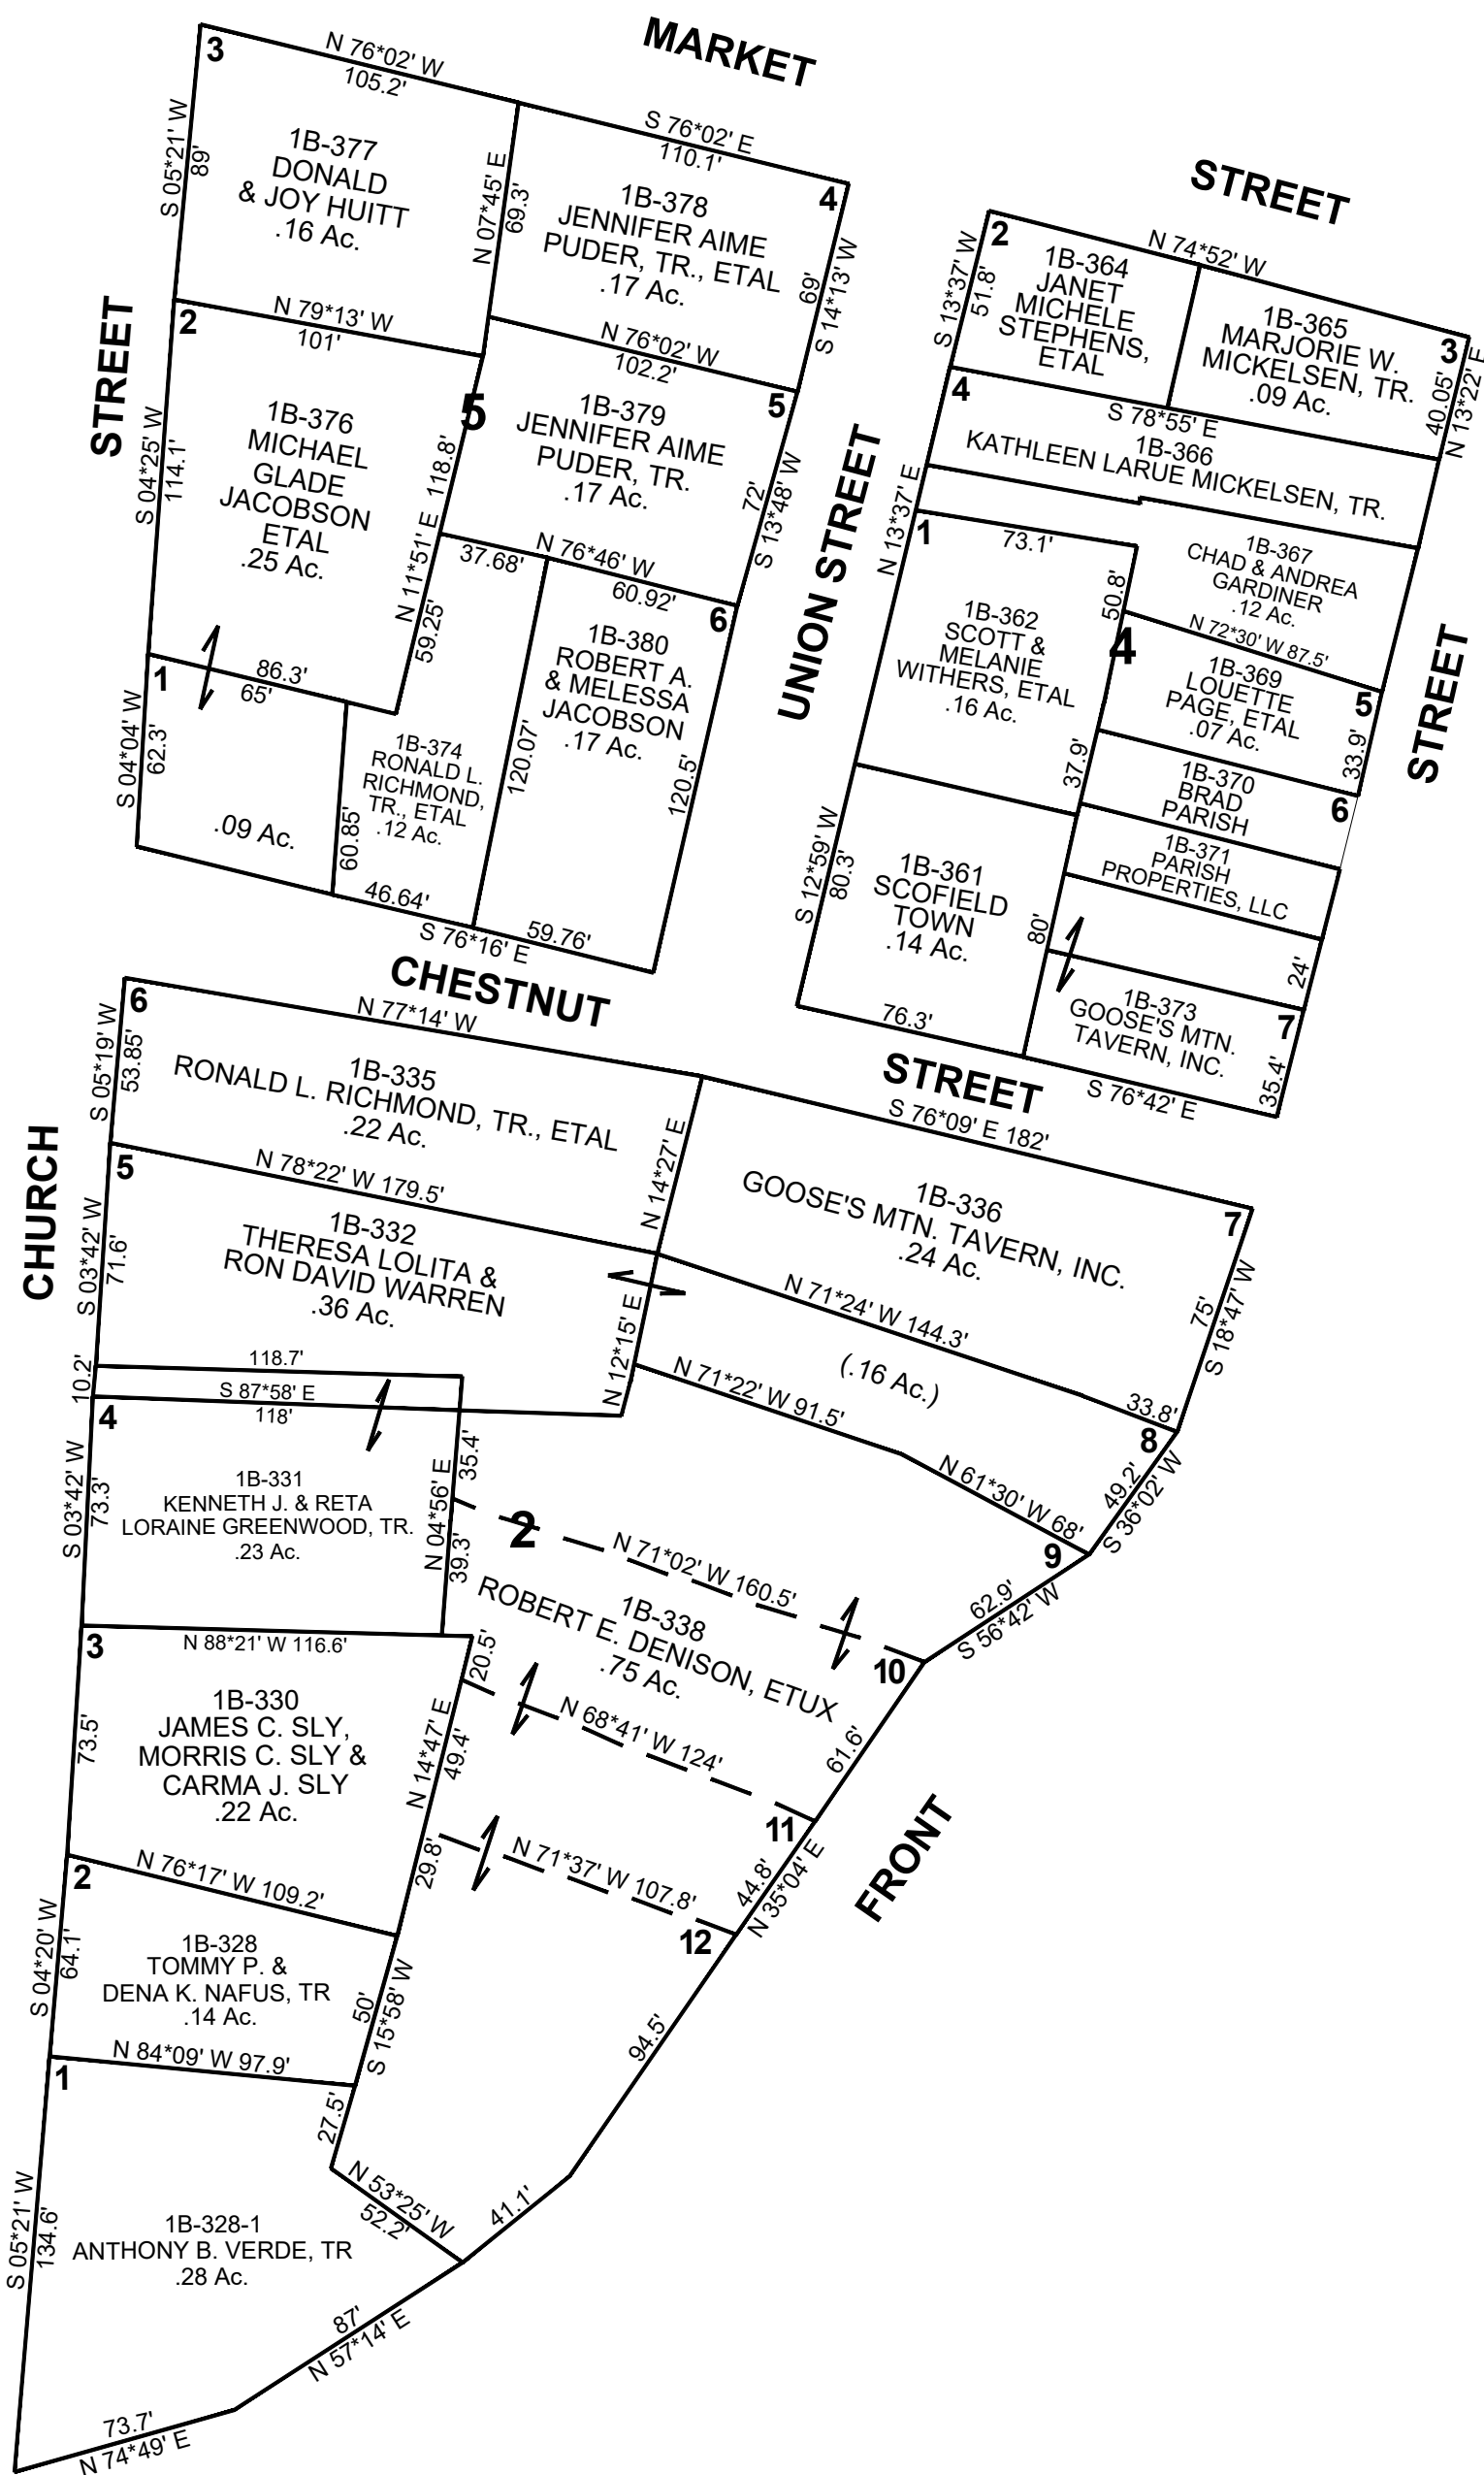 MARKET
STREET
3
N 76*02' W
105.2'
S 76*02' E
110.1'
4
S 05*21' W
89'
1B-377
DONALD
& JOY HUITT
.16 Ac.
N 07*45' E
69.3'
1B-378
JENNIFER AIME
PUDER, TR., ETAL
.17 Ac.
69'
S 14*13' W
STREET
2
N 79*13' W
101'
N 76*02' W
102.2'
5
5
S 04*25' W
114.1'
1B-376
MICHAEL
GLADE
JACOBSON
ETAL
.25 Ac.
118.8'
N 11*51' E
59.25'
1B-379
JENNIFER AIME
PUDER, TR.
.17 Ac.
72'
S 13*48' W
37.68'
N 76*46' W
60.92'
6
1
86.3'
65'
S 04*04' W
62.3'
.09 Ac.
60.85'
1B-374
RONALD L.
RICHMOND,
TR., ETAL
.12 Ac.
120.07'
1B-380
ROBERT A.
& MELESSA
JACOBSON
.17 Ac.
120.5'
46.64'
S 76*16' E
59.76'
UNION STREET
2
N 74*52' W
S 13*37' W
51.8'
1B-364
JANET
MICHELE
STEPHENS,
ETAL
1B-365
MARJORIE W.
MICKELSEN, TR.
.09 Ac.
3
40.05'
N 13*22' E
4
S 78*55' E
1B-366
KATHLEEN LARUE MICKELSEN, TR.
N 13*37' E
1
73.1'
50.8'
1B-367
CHAD & ANDREA
GARDINER
.12 Ac.
N 72*30' W 87.5'
1B-362
SCOTT &
MELANIE
WITHERS, ETAL
.16 Ac.
4
1B-369
LOUETTE
PAGE, ETAL
.07 Ac.
5
33.9'
STREET
37.9'
1B-370
BRAD
PARISH
6
1B-371
PARISH
PROPERTIES, LLC
S 12*59' W
80.3'
1B-361
SCOFIELD
TOWN
.14 Ac.
80'
24'
1B-373
GOOSE'S MTN.
TAVERN, INC.
7
35.4'
76.3'
S 76*42' E
CHESTNUT
STREET
6
N 77*14' W
S 76*09' E 182'
S 05*19' W
53.85'
1B-335
RONALD L. RICHMOND, TR., ETAL
.22 Ac.
N 14*27' E
1B-336
GOOSE'S MTN. TAVERN, INC.
.24 Ac.
7
75'
S 18*47' W
CHURCH
5
N 78*22' W 179.5'
S 03*42' W
71.6'
1B-332
THERESA LOLITA &
RON DAVID WARREN
.36 Ac.
N 12*15' E
N 71*24' W 144.3'
33.8'
(.16 Ac.)
N 71*22' W 91.5'
N 61*30' W 68'
8
49.2'
S 36*02' W
9
10.2'
118.7'
S 87*58' E
118'
4
S 03*42' W
73.3'
1B-331
KENNETH J. & RETA
LORAINE GREENWOOD, TR.
.23 Ac.
35.4'
N 04*56' E
39.3'
2
N 71*02' W 160.5'
62.9'
S 56*42' W
10
1B-338
ROBERT E. DENISON, ETUX
.75 Ac.
3
N 88*21' W 116.6'
20.5'
73.5'
1B-330
JAMES C. SLY,
MORRIS C. SLY &
CARMA J. SLY
.22 Ac.
N 14*47' E
49.4'
N 68*41' W 124'
61.6'
11
29.8'
N 71*37' W 107.8'
44.8'
N 35*04' E
12
FRONT
2
N 76*17' W 109.2'
S 04*20' W
64.1'
1B-328
TOMMY P. &
DENA K. NAFUS, TR
.14 Ac.
50'
S 15*58' W
94.5'
1
N 84*09' W 97.9'
27.5'
N 53*25' W
52.2'
41.1'
S 05*21' W
134.6'
1B-328-1
ANTHONY B. VERDE, TR
.28 Ac.
87'
N 57*14' E
73.7'
N 74*49' E